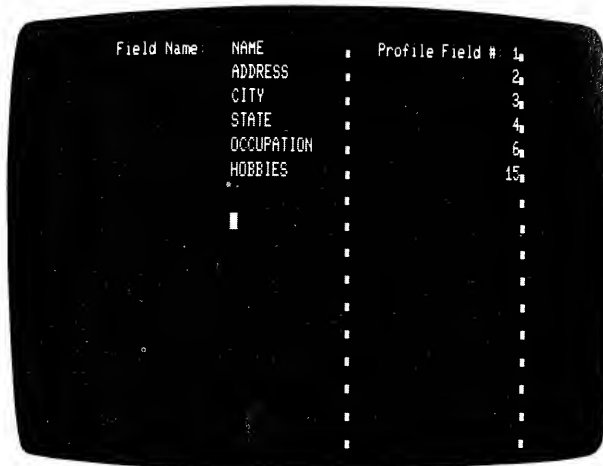 Field Name: NAME Profile Field #: 1
ADDRESS 2
CITY 3
STATE 4
OCCUPATION 6
HOBBIES 15